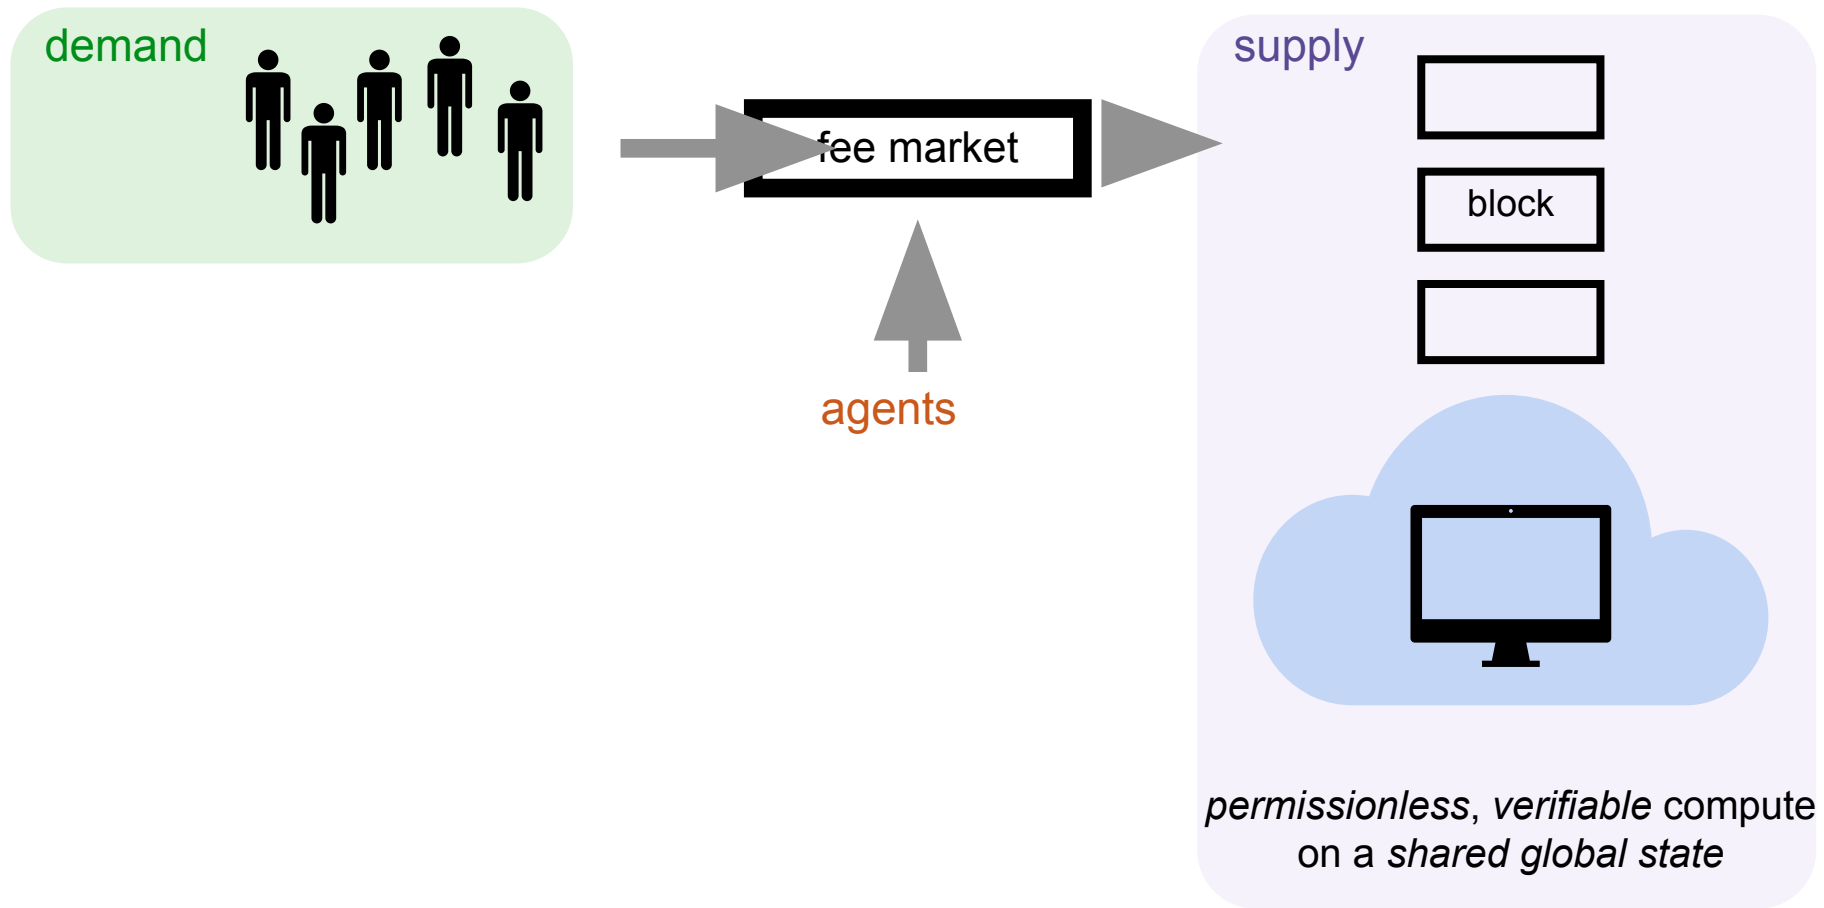 demand
supply
fee market
block
agents
permissionless, verifiable compute
on a shared global state